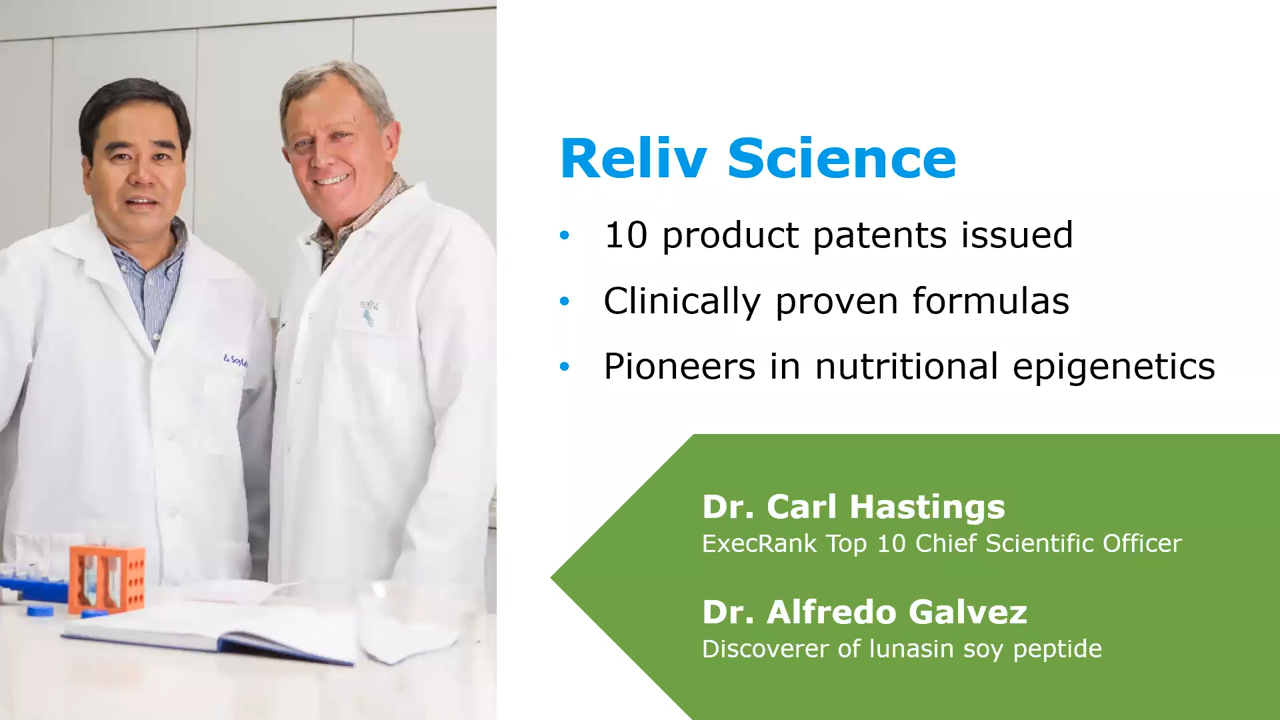 Reliv Science
• 10 product patents issued
• Clinically proven formulas
• Pioneers in nutritional epigenetics
Dr. Carl Hastings
ExecRank Top 10 Chief Scientific Officer
Dr. Alfredo Galvez
Discoverer of lunasin soy peptide